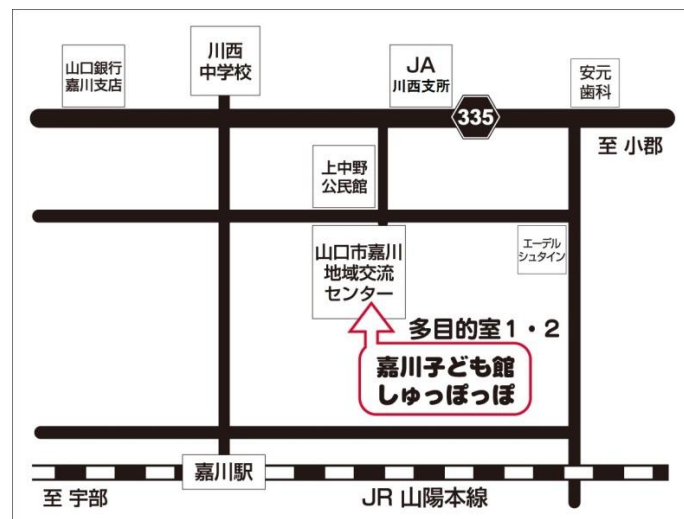 山口銀行
嘉川支店
川西
中学校
JA
川西支所
335
安元
歯科
至 小郡
上中野
公民館
エーデル
シュタイン
山口市嘉川
地域交流
センター
多目的室1・2
嘉川子ども館
しゅっぽっぽ
嘉川駅
至 宇部
JR 山陽本線